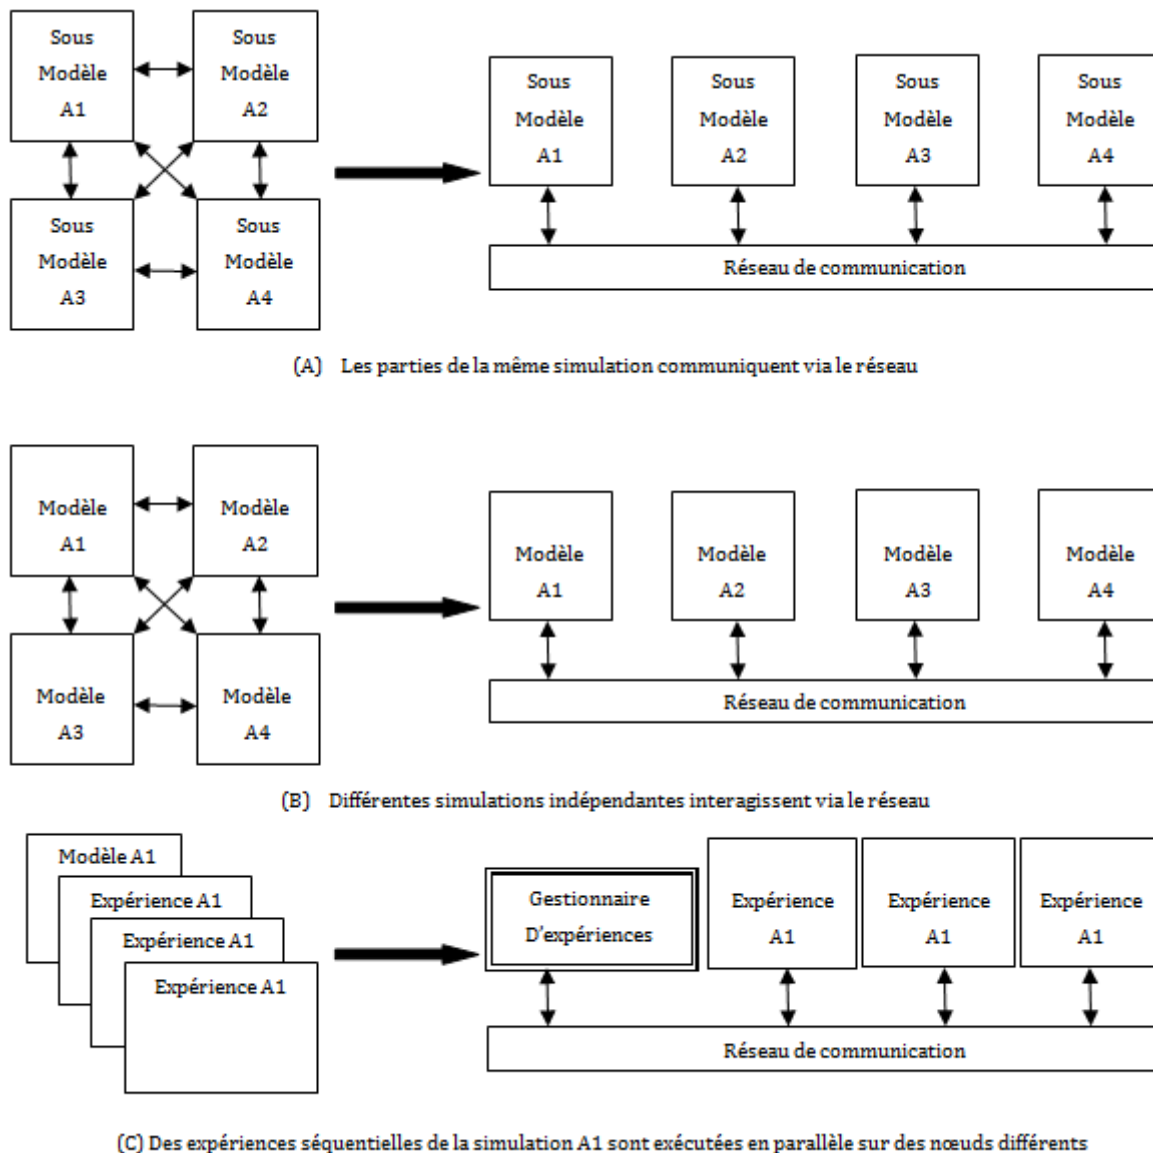 Sous
Modèle
A1
Sous
Modèle
A2
Sous
Modèle
A3
Sous
Modèle
A4
Sous
Modèle
A1
Sous
Modèle
A2
Sous
Modèle
A3
Sous
Modèle
A4
Réseau de communication
(A) Les parties de la même simulation communiquent via le réseau
Modèle
A1
Modèle
A2
Modèle
A3
Modèle
A4
Modèle
A1
Modèle
A2
Modèle
A3
Modèle
A4
Réseau de communication
(B) Différentes simulations indépendantes interagissent via le réseau
Modèle A1
Expérience A1
Expérience A1
Expérience A1
Gestionnaire
D'expériences
Expérience
A1
Expérience
A1
Expérience
A1
Réseau de communication
(C) Des expériences séquentielles de la simulation A1 sont exécutées en parallèle sur des nœuds différents